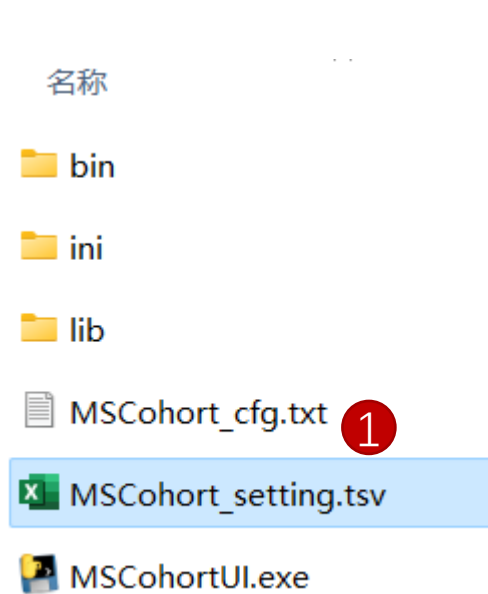 名称
bin
ini
lib
MSCohort_cfg.txt
1
MSCohort_setting.tsv
MSCohortUI.exe